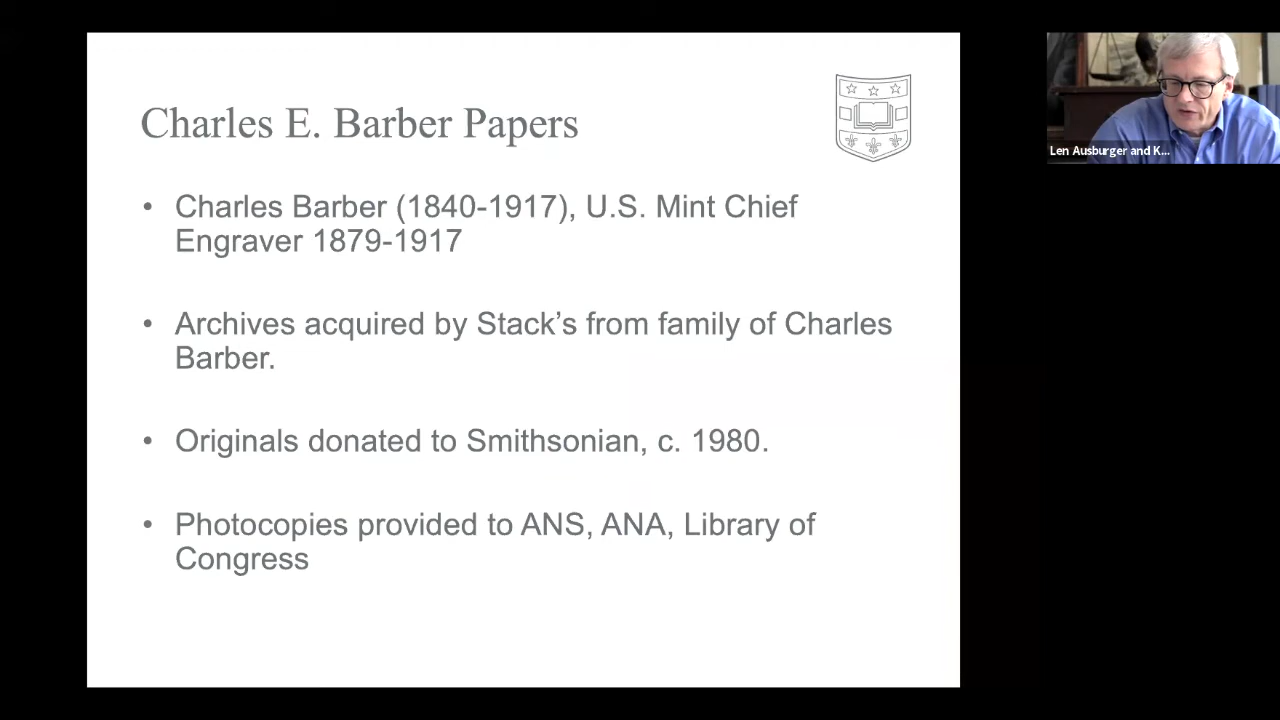 Charles E. Barber Papers
• Charles Barber (1840-1917), U.S. Mint Chief
Engraver 1879-1917
• Archives acquired by Stack's from family of Charles
Barber.
• Originals donated to Smithsonian, c. 1980.
• Photocopies provided to ANS, ANA, Library of
Congress
Len Ausburger and K...